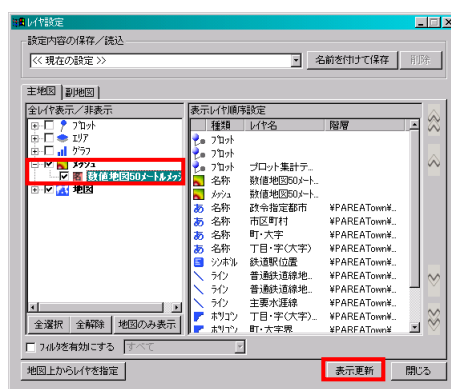 レイヤ設定
設定内容の保存／読込
<< 現在の設定 >>
名前を付けて保存
削除
主地図
副地図
全レイヤ表示／非表示
表示レイヤ順序設定
種類 レイヤ名 階層
プロット
エリア
グラフ
メッシュ
数値地図50メートルメッシ
地図
プロット
プロット
プロット プロット集計デ...
名称 数値地図50メート...
メッシュ 数値地図50メート...
名称 政令指定都市 ¥PAREATown¥...
名称 市区町村 ¥PAREATown¥...
名称 町・大字 ¥PAREATown¥...
名称 丁目・字(大字) ¥PAREATown¥...
シンボル 鉄道駅位置 ¥PAREATown¥...
ライン 普通鉄道線地... ¥PAREATown¥...
ライン 普通鉄道線地... ¥PAREATown¥...
ライン 主要水涯線 ¥PAREATown¥...
ポリゴン 丁目・字(大字)... ¥PAREATown¥...
ポリゴン 町・大字界 ¥PAREATown¥
全選択
全解除
地図のみ表示
フィルタを有効にする
すべて
地図上からレイヤを指定
表示更新
閉じる